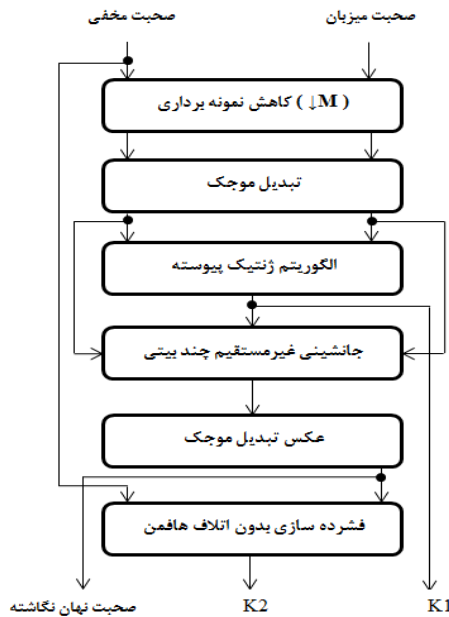 صحبت میزبان
صحبت مخفی
کاهش نمونه برداری ( M↓ )
تبدیل موجک
الگوریتم ژنتیک پیوسته
جانشینی غیرمستقیم چند بیتی
عکس تبدیل موجک
فشرده سازی بدون اتلاف هافمن
K1
K2
صحبت نهان نگاشته